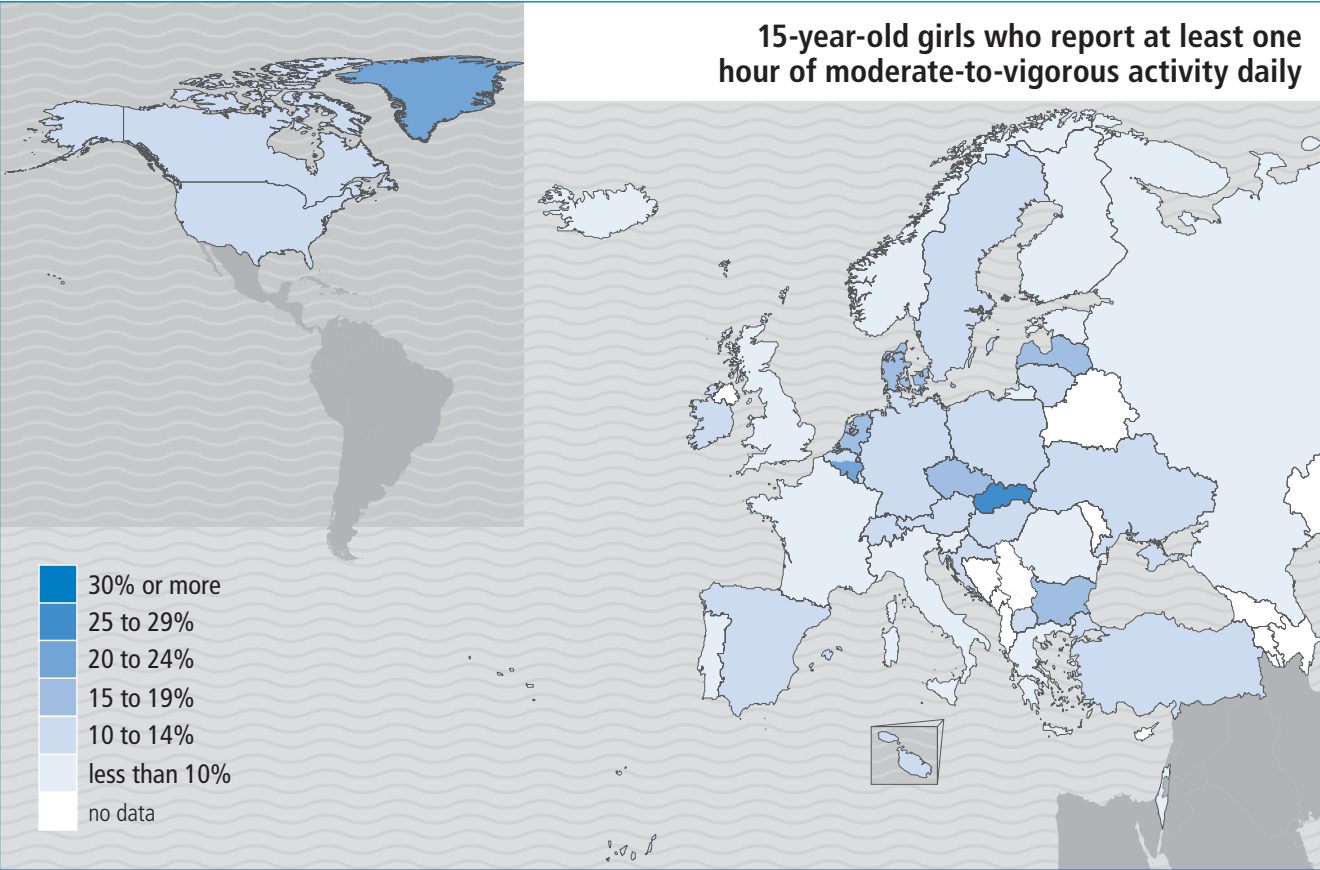 15-year-old girls who report at least one
hour of moderate-to-vigorous activity daily
30% or more
25 to 29%
20 to 24%
15 to 19%
10 to 14%
less than 10%
no data